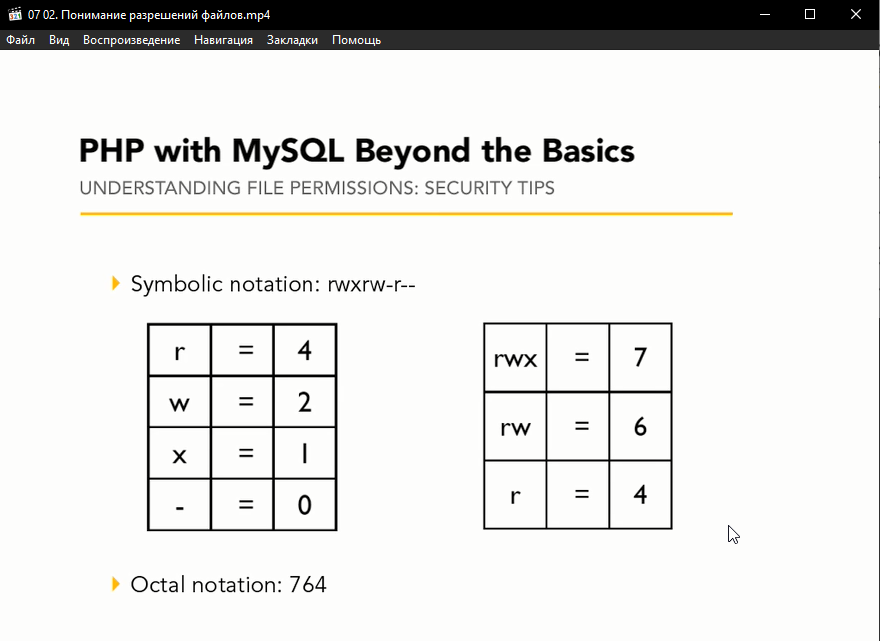 07 02. Понимание разрешений файлов.mp4
Файл Вид Воспроизведение Навигация Закладки Помощь
PHP with MySQL Beyond the Basics
UNDERSTANDING FILE PERMISSIONS: SECURITY TIPS
Symbolic notation: rwxrw-r--
r = 4
w = 2
x = 1
- = 0
rwx = 7
rw = 6
r = 4
Octal notation: 764